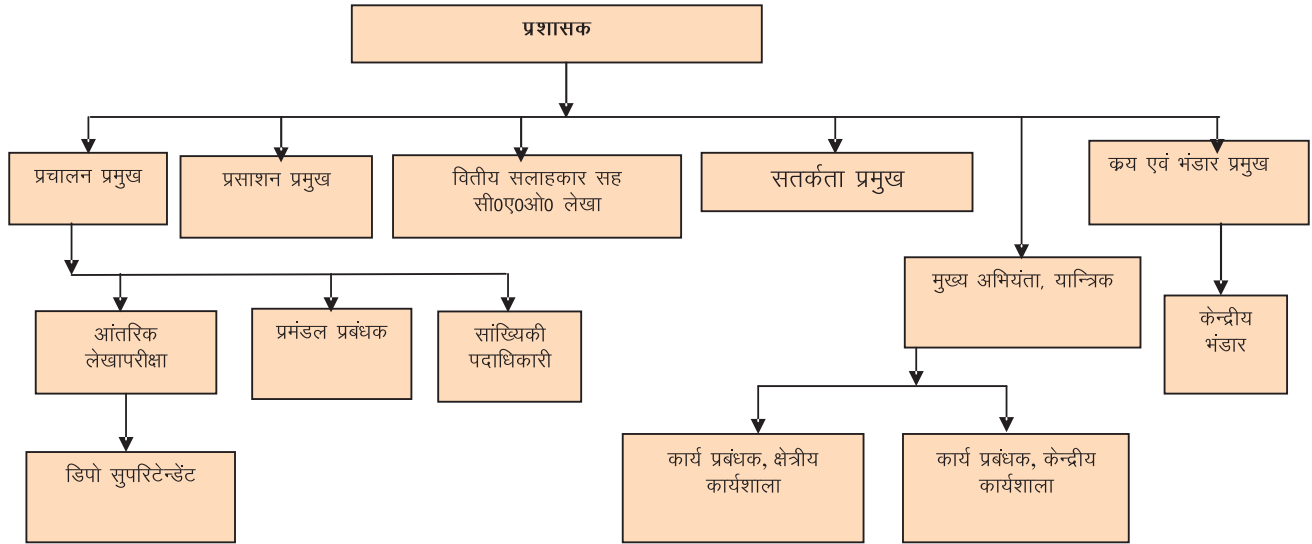 प्रशासक
प्रचालन प्रमुख
प्रसाशन प्रमुख
वितीय सलाहकार सह
सी0ए0ओ0 लेखा
सतर्कता प्रमुख
क्रय एवं भंडार प्रमुख
मुख्य अभियंता, यान्त्रिक
केन्द्रीय
भंडार
आंतरिक
लेखापरीक्षा
प्रमंडल प्रबंधक
सांख्यिकी
पदाधिकारी
डिपो सुपरिटेन्डेंट
कार्य प्रबंधक, क्षेत्रीय
कार्यशाला
कार्य प्रबंधक, केन्द्रीय
कार्यशाला